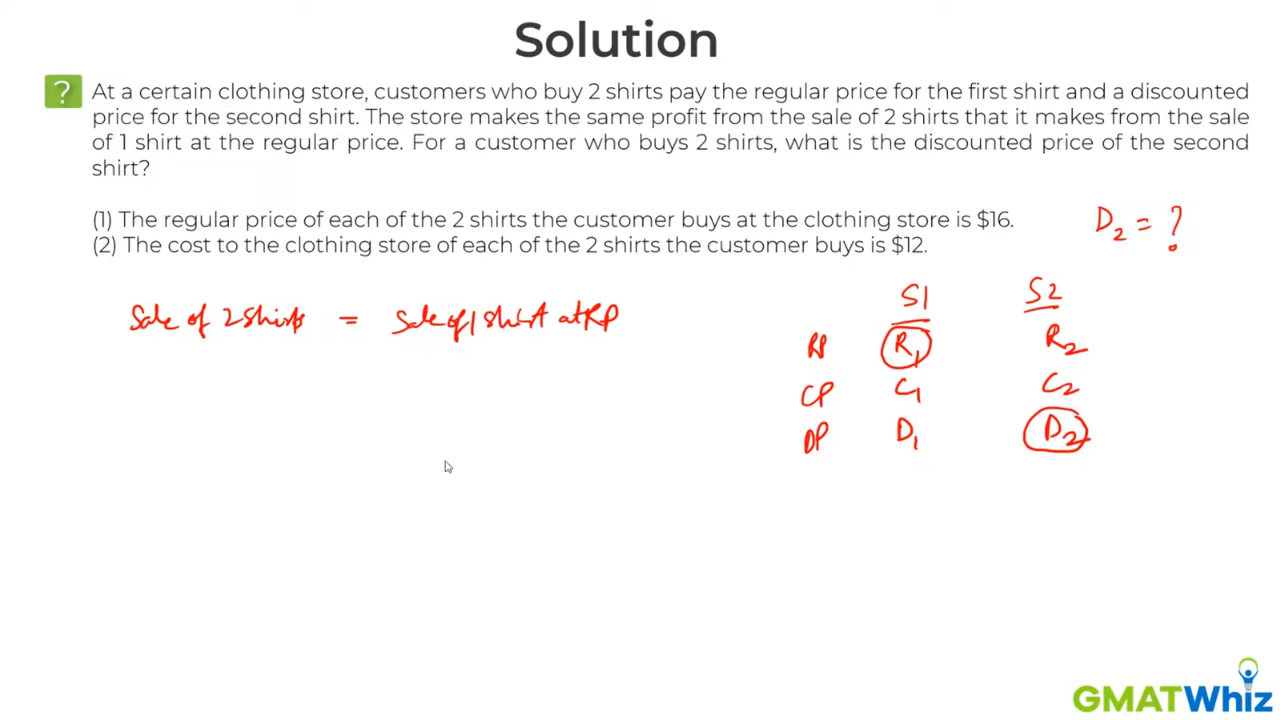 Solution
? At a certain clothing store, customers who buy 2 shirts pay the regular price for the first shirt and a discounted
price for the second shirt. The store makes the same profit from the sale of 2 shirts that it makes from the sale
of 1 shirt at the regular price. For a customer who buys 2 shirts, what is the discounted price of the second
shirt?
(1) The regular price of each of the 2 shirts the customer buys at the clothing store is $16.
(2) The cost to the clothing store of each of the 2 shirts the customer buys is $12.
D₂ = ?
S1 S2
Sale of 2 shirts = Sale of 1 shirt at RP
RP R₁ R₂
CP C₁ C₂
DP D₁ D₂
GMATWhiz